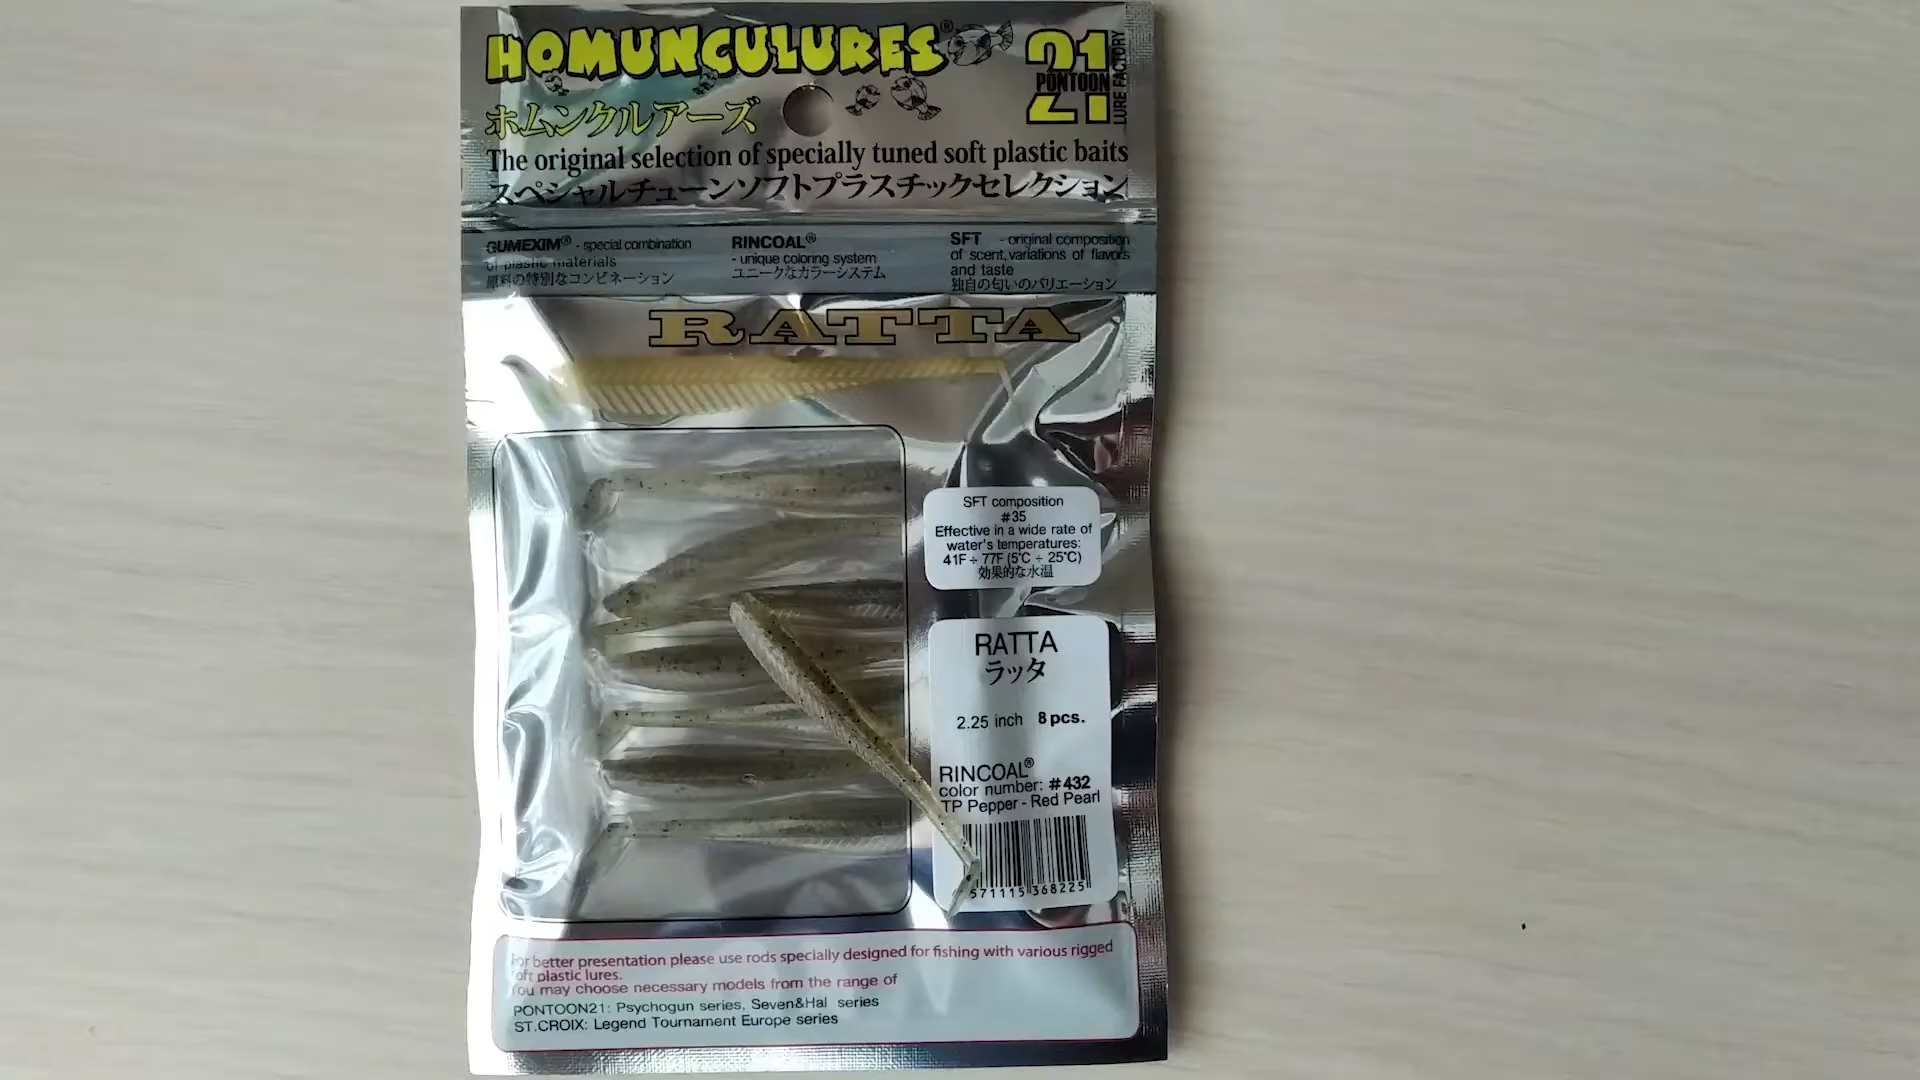 HOMUNCULURES®
21
PONTOON
LURE FACTORY
ホムンクルアーズ
The original selection of specially tuned soft plastic baits
スペシャルチューンソフトプラスチックセレクション
GUMEXIM® - special combination
of plastic materials
原料の特別なコンビネーション
RINCOAL®
- unique coloring system
ユニークなカラーシステム
SFT - original composition
of scent, variations of flavors
and taste
独自の匂いのバリエーション
RATTA
SFT composition
#35
Effective in a wide rate of
water's temperatures:
41F ÷ 77F (5°C ÷ 25°C)
効果的な水温
RATTA
ラッタ
2.25 inch 8 pcs.
RINCOAL®
color number: #432
TP Pepper - Red Pearl
571115 368225
For better presentation please use rods specially designed for fishing with various rigged
soft plastic lures.
You may choose necessary models from the range of
PONTOON21: Psychogun series, Seven&Hal series
ST.CROIX: Legend Tournament Europe series